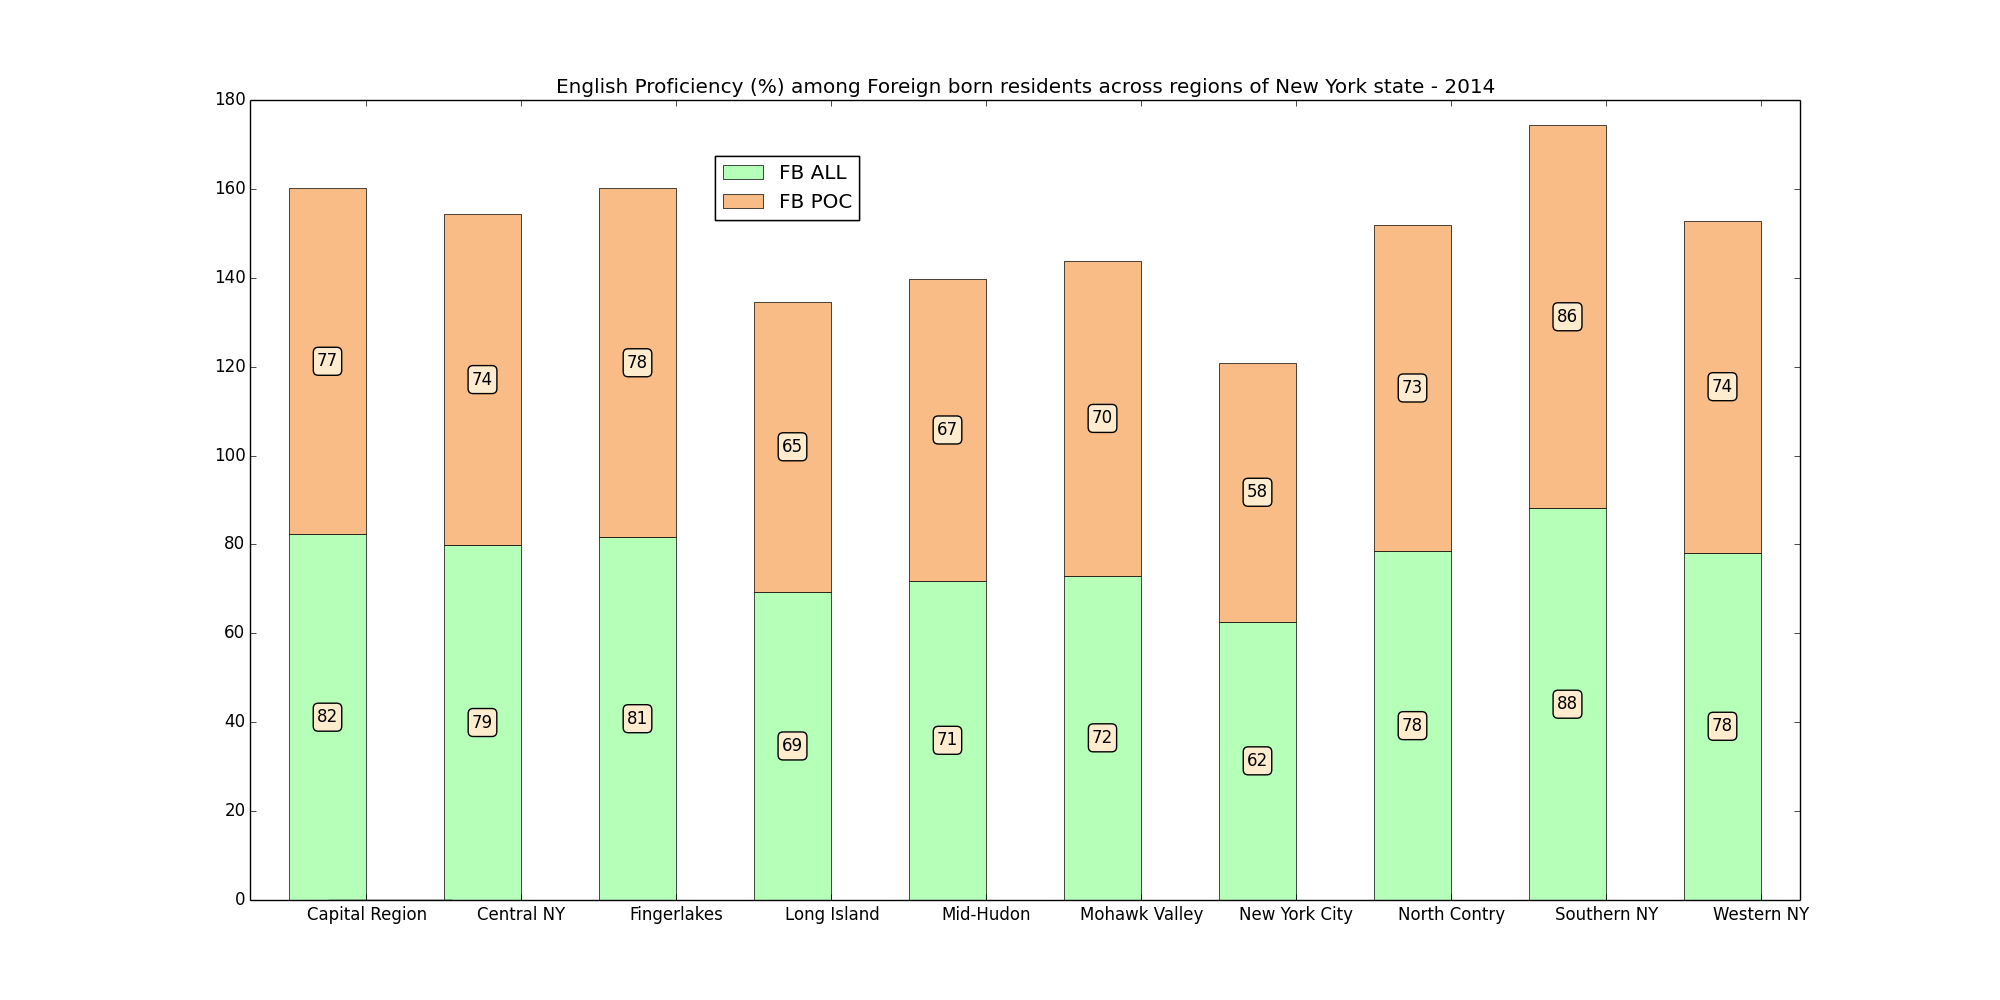 English Proficiency (%) among Foreign born residents across regions of New York state - 2014
180
160
140
120
100
80
60
40
20
0
FB ALL
FB POC
77
74
78
65
67
70
58
73
86
74
82
79
81
69
71
72
62
78
88
78
Capital Region
Central NY
Fingerlakes
Long Island
Mid-Hudon
Mohawk Valley
New York City
North Contry
Southern NY
Western NY